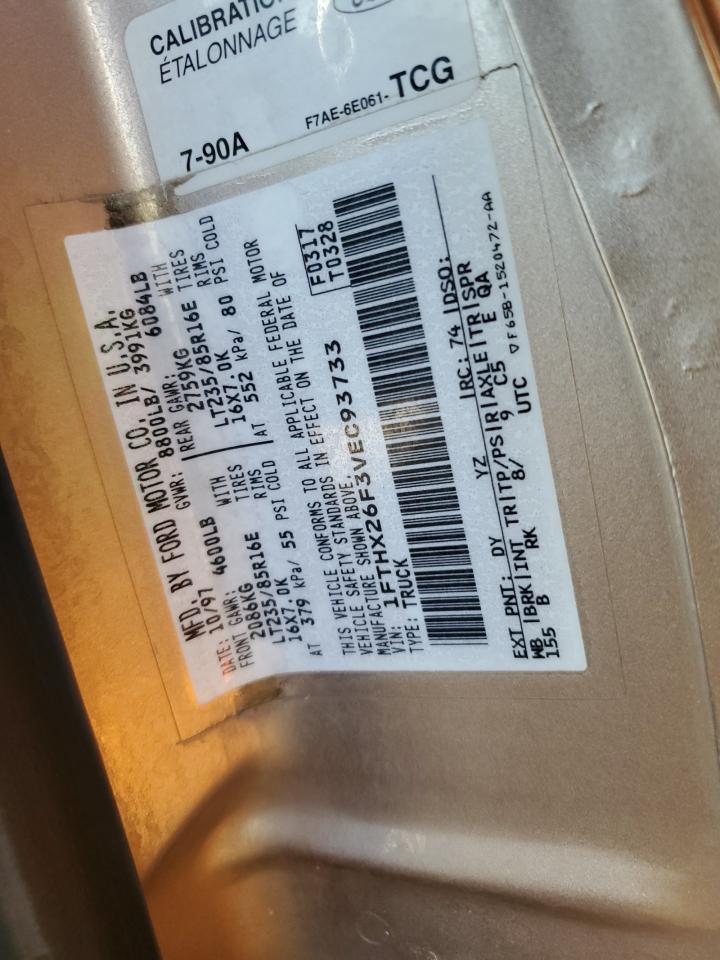 CALIBRATION
ÉTALONNAGE
7-90A F7AE-6E061-TCG
MFD. BY FORD MOTOR CO. IN U.S.A.
DATE: 10/97 GVWR: 8800LB/ 3991KG
FRONT GAWR: 4600LB REAR GAWR: 6084LB
2086KG WITH 2759KG WITH
LT235/85R16E TIRES LT235/85R16E TIRES
16X7.0K RIMS 16X7.0K RIMS
AT 379 kPa/ 55 PSI COLD AT 552 kPa/ 80 PSI COLD
THIS VEHICLE CONFORMS TO ALL APPLICABLE FEDERAL MOTOR
VEHICLE SAFETY STANDARDS IN EFFECT ON THE DATE OF
MANUFACTURE SHOWN ABOVE.
VIN: 1FTHX26F3VEC93733 F0317
TYPE: TRUCK T0328
EXT PNT: DY YZ RC: 74 DSO:
WB BRK INT TR TP/PS R AXLE TR SPR
155 B RK 8/ 9 C5 E QA
UTC
▽F65B-1520472-AA